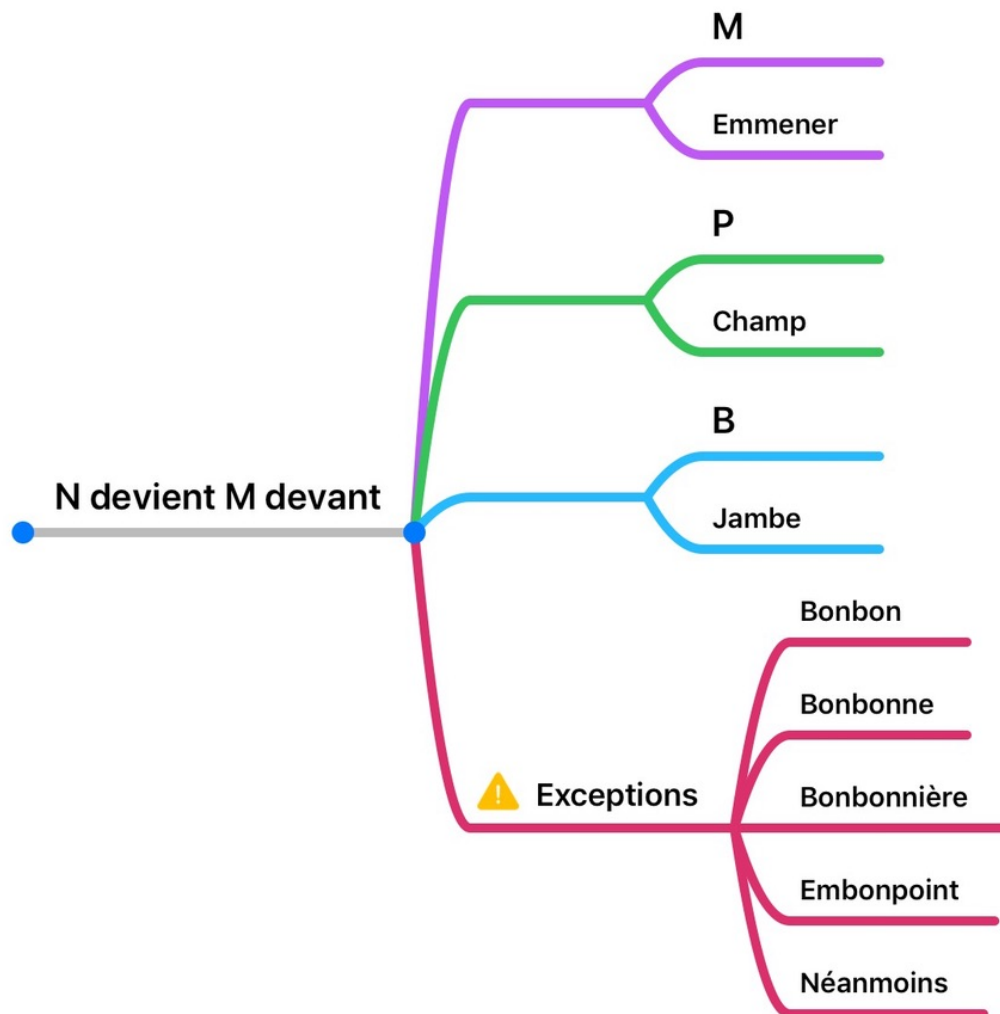 M
Emmener
P
Champ
B
N devient M devant
Jambe
Bonbon
Bonbonne
Exceptions
Bonbonnière
Embonpoint
Néanmoins